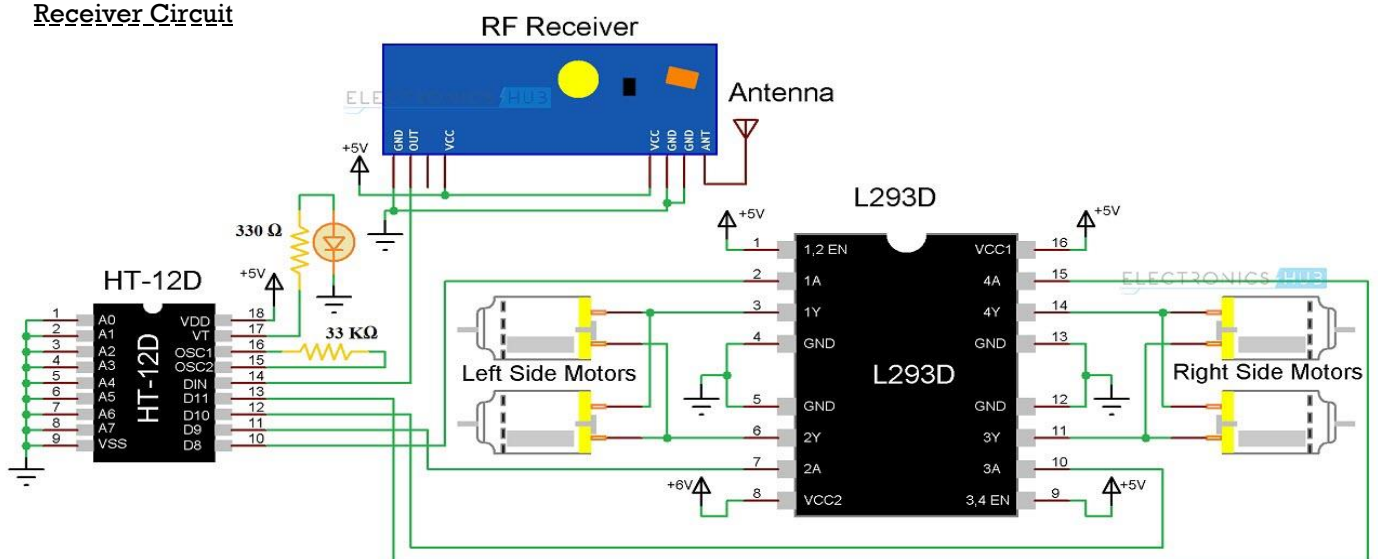 Receiver Circuit
RF Receiver
ELECTRONICS HUB
Antenna
GND OUT VCC VCC GND GND ANT
+5V
330 Ω
+5V
HT-12D
33 KΩ
HT-12D
1 A0 VDD 18
2 A1 VT 17
3 A2 OSC1 16
4 A3 OSC2 15
5 A4 DIN 14
6 A5 D11 13
7 A6 D10 12
8 A7 D9 11
9 VSS D8 10
L293D
+5V
+5V
1 1,2 EN VCC1 16
2 1A 4A 15
3 1Y 4Y 14
4 GND GND 13
L293D
5 GND GND 12
6 2Y 3Y 11
7 2A 3A 10
8 VCC2 3,4 EN 9
+6V
+5V
Left Side Motors
Right Side Motors
ELECTRONICS HUB